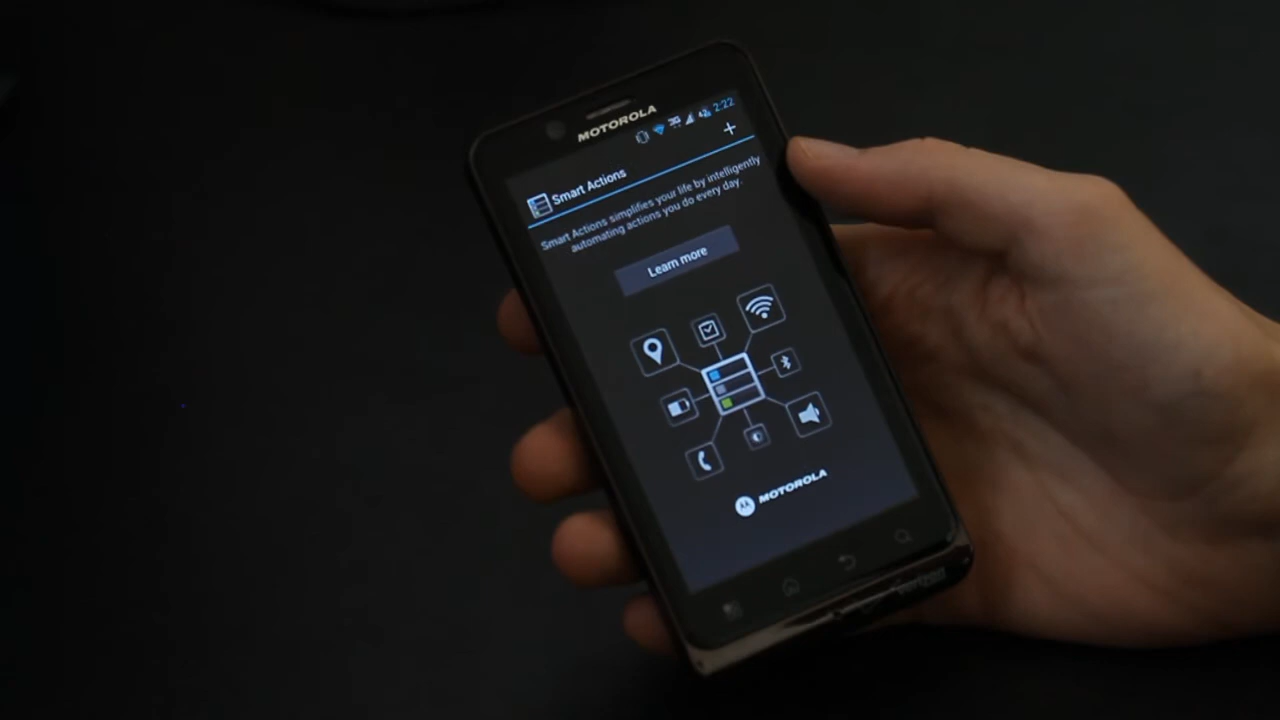 MOTOROLA
2:22
Smart Actions
Smart Actions simplifies your life by intelligently
automating actions you do every day.
Learn more
MOTOROLA
verizon